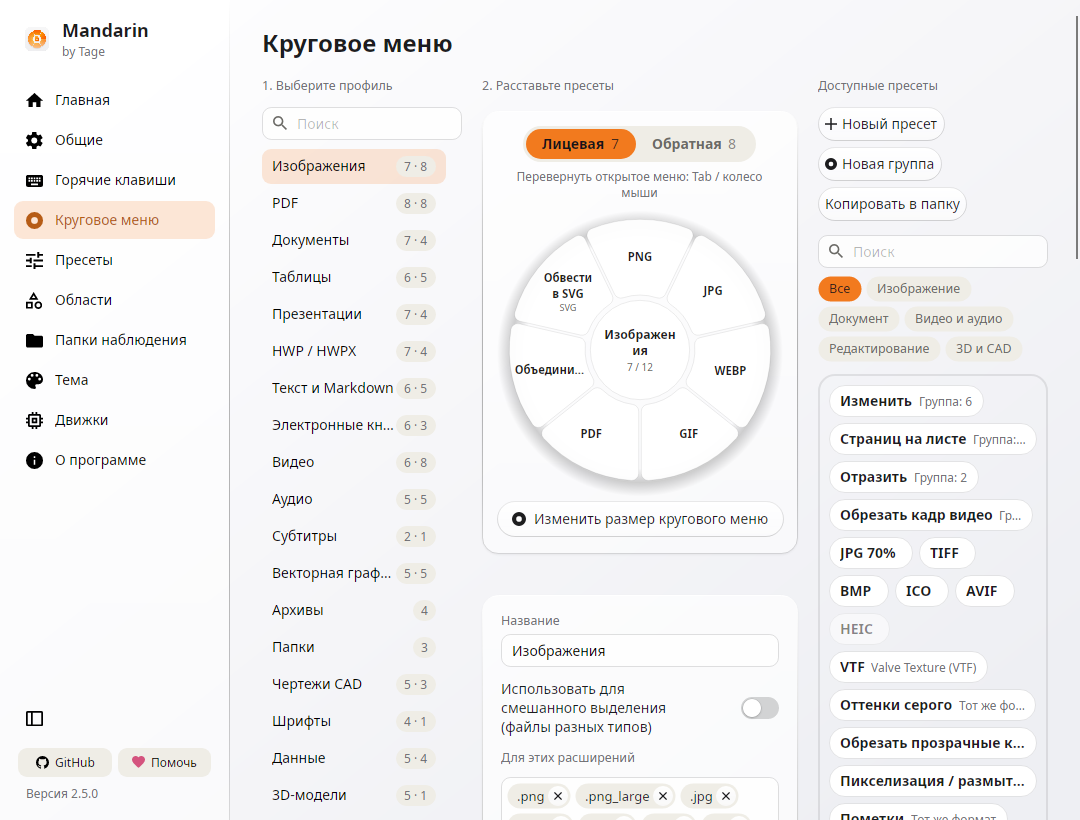 Mandarin
by Tage
Главная
Общие
Горячие клавиши
Круговое меню
Пресеты
Области
Папки наблюдения
Тема
Движки
О программе
GitHub
Помочь
Версия 2.5.0
Круговое меню
1. Выберите профиль
Поиск
Изображения 7 · 8
PDF 8 · 8
Документы 7 · 4
Таблицы 6 · 5
Презентации 7 · 4
HWP / HWPX 7 · 4
Текст и Markdown 6 · 5
Электронные кн... 6 · 3
Видео 6 · 8
Аудио 5 · 5
Субтитры 2 · 1
Векторная граф... 5 · 5
Архивы 4
Папки 3
Чертежи CAD 5 · 3
Шрифты 4 · 1
Данные 5 · 4
3D-модели 5 · 1
2. Расставьте пресеты
Лицевая 7 Обратная 8
Перевернуть открытое меню: Tab / колесо
мыши
PNG
JPG
WEBP
GIF
PDF
Объедини...
Обвести
в SVG
SVG
Изображен
ия
7 / 12
Изменить размер кругового меню
Название
Изображения
Использовать для
смешанного выделения
(файлы разных типов)
Для этих расширений
.png .png_large .jpg
Доступные пресеты
Новый пресет
Новая группа
Копировать в папку
Поиск
Все Изображение
Документ Видео и аудио
Редактирование 3D и CAD
Изменить Группа: 6
Страниц на листе Группа:...
Отразить Группа: 2
Обрезать кадр видео Гр...
JPG 70% TIFF
BMP ICO AVIF
HEIC
VTF Valve Texture (VTF)
Оттенки серого Тот же фо...
Обрезать прозрачные к...
Пикселизация / размыт...
Пометки Тот же формат